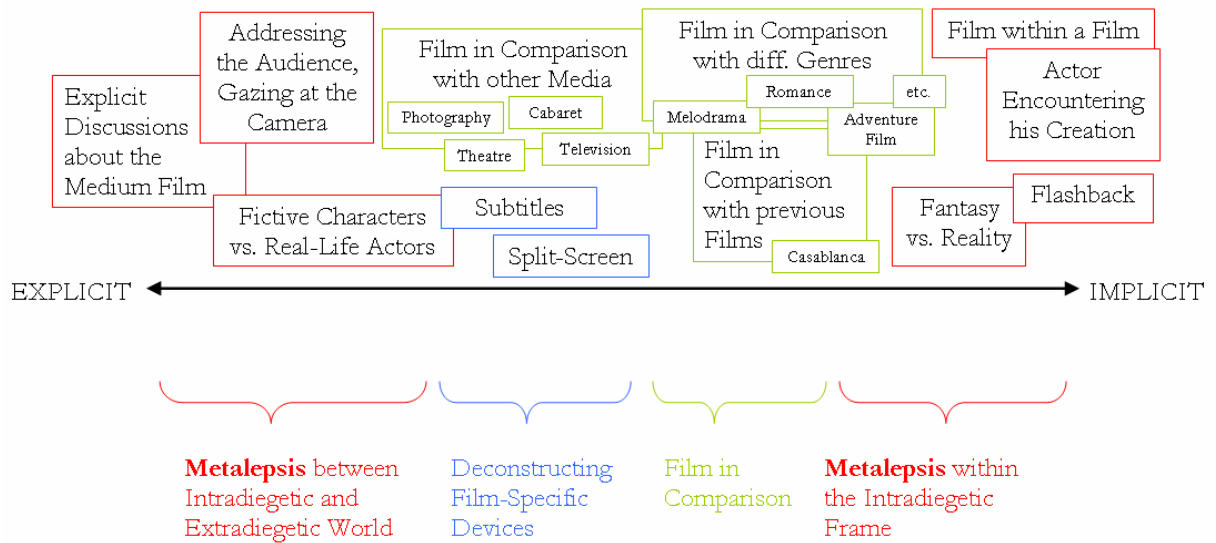 Explicit
Discussions
about the
Medium Film
Addressing
the Audience,
Gazing at the
Camera
Fictive Characters
vs. Real-Life Actors
Film in Comparison
with other Media
Photography
Cabaret
Theatre
Television
Subtitles
Split-Screen
Film in Comparison
with diff. Genres
Romance
etc.
Melodrama
Adventure
Film
Film in
Comparison
with previous
Films
Casablanca
Film within a Film
Actor
Encountering
his Creation
Fantasy
vs. Reality
Flashback
EXPLICIT
IMPLICIT
Metalepsis between
Intradiegetic and
Extradiegetic World
Deconstructing
Film-Specific
Devices
Film in
Comparison
Metalepsis within
the Intradiegetic
Frame